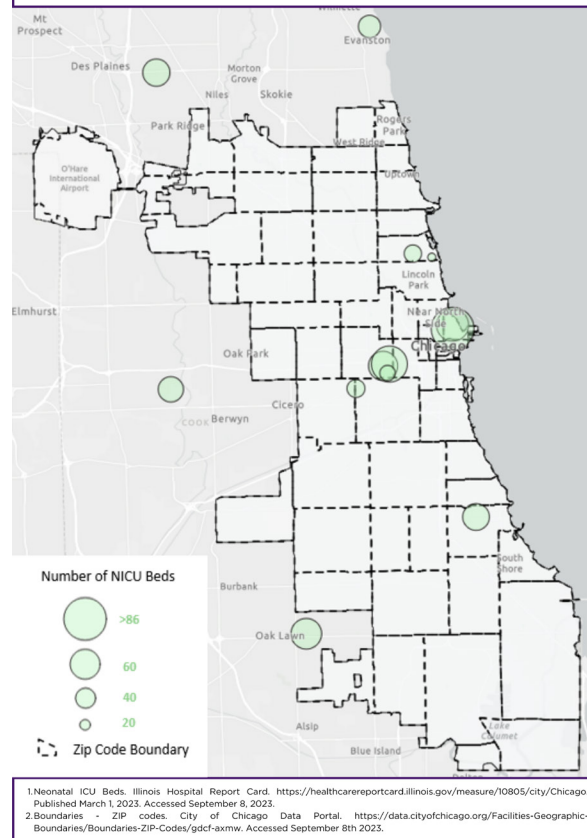 Wilmette
Mt
Prospect
Evanston
Des Plaines
Morton
Grove
Niles
Skokie
Park Ridge
Rogers
Park
West Ridge
O'Hare
International
Airport
Uptown
Lincoln
Park
Elmhurst
Near North
Side
Chicago
Oak Park
Cicero
COOK
Berwyn
South
Shore
Number of NICU Beds
>86
60
40
20
Zip Code Boundary
Burbank
Oak Lawn
Alsip
Blue Island
Lake
Calumet
1. Neonatal ICU Beds. Illinois Hospital Report Card. https://healthcarereportcard.illinois.gov/measure/10805/city/Chicago
Published March 1, 2023. Accessed September 8, 2023.
2. Boundaries - ZIP codes. City of Chicago Data Portal. https://data.cityofchicago.org/Facilities-Geographic-
Boundaries/Boundaries-ZIP-Codes/gdcf-axmw. Accessed September 8th 2023.